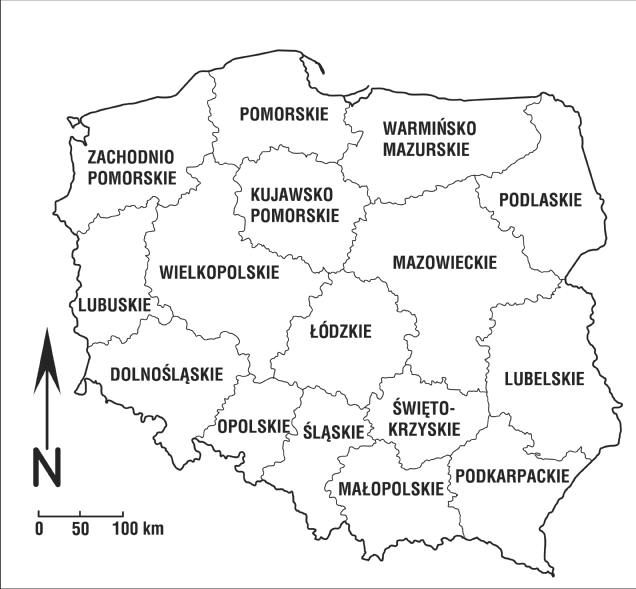 POMORSKIE
WARMIŃSKO
MAZURSKIE
ZACHODNIO
POMORSKIE
KUJAWSKO
POMORSKIE
PODLASKIE
WIELKOPOLSKIE
MAZOWIECKIE
LUBUSKIE
ŁÓDZKIE
DOLNOŚLĄSKIE
LUBELSKIE
OPOLSKIE
ŚLĄSKIE
ŚWIĘTO-
KRZYSKIE
MAŁOPOLSKIE
PODKARPACKIE
N
0 50 100 km